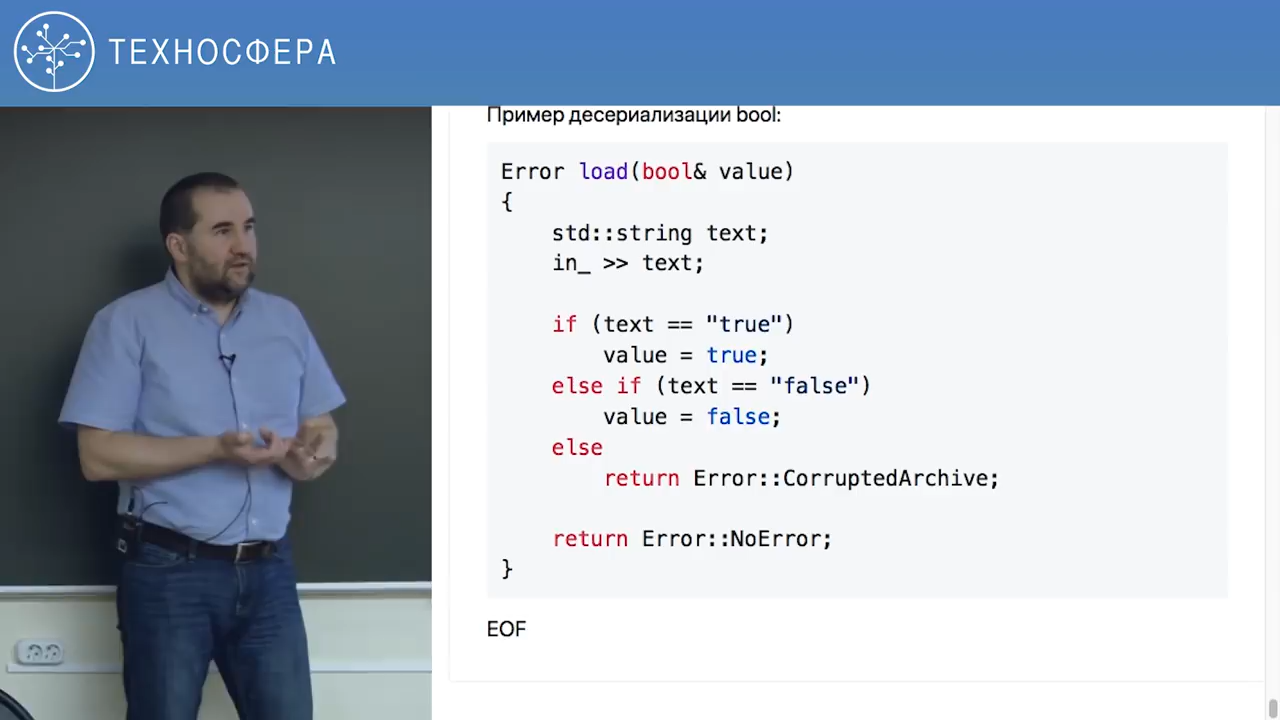 ТЕХНОСФЕРА
Пример десериализации bool:
Error load(bool& value)
{
    std::string text;
    in_ >> text;

    if (text == "true")
        value = true;
    else if (text == "false")
        value = false;
    else
        return Error::CorruptedArchive;

    return Error::NoError;
}
EOF